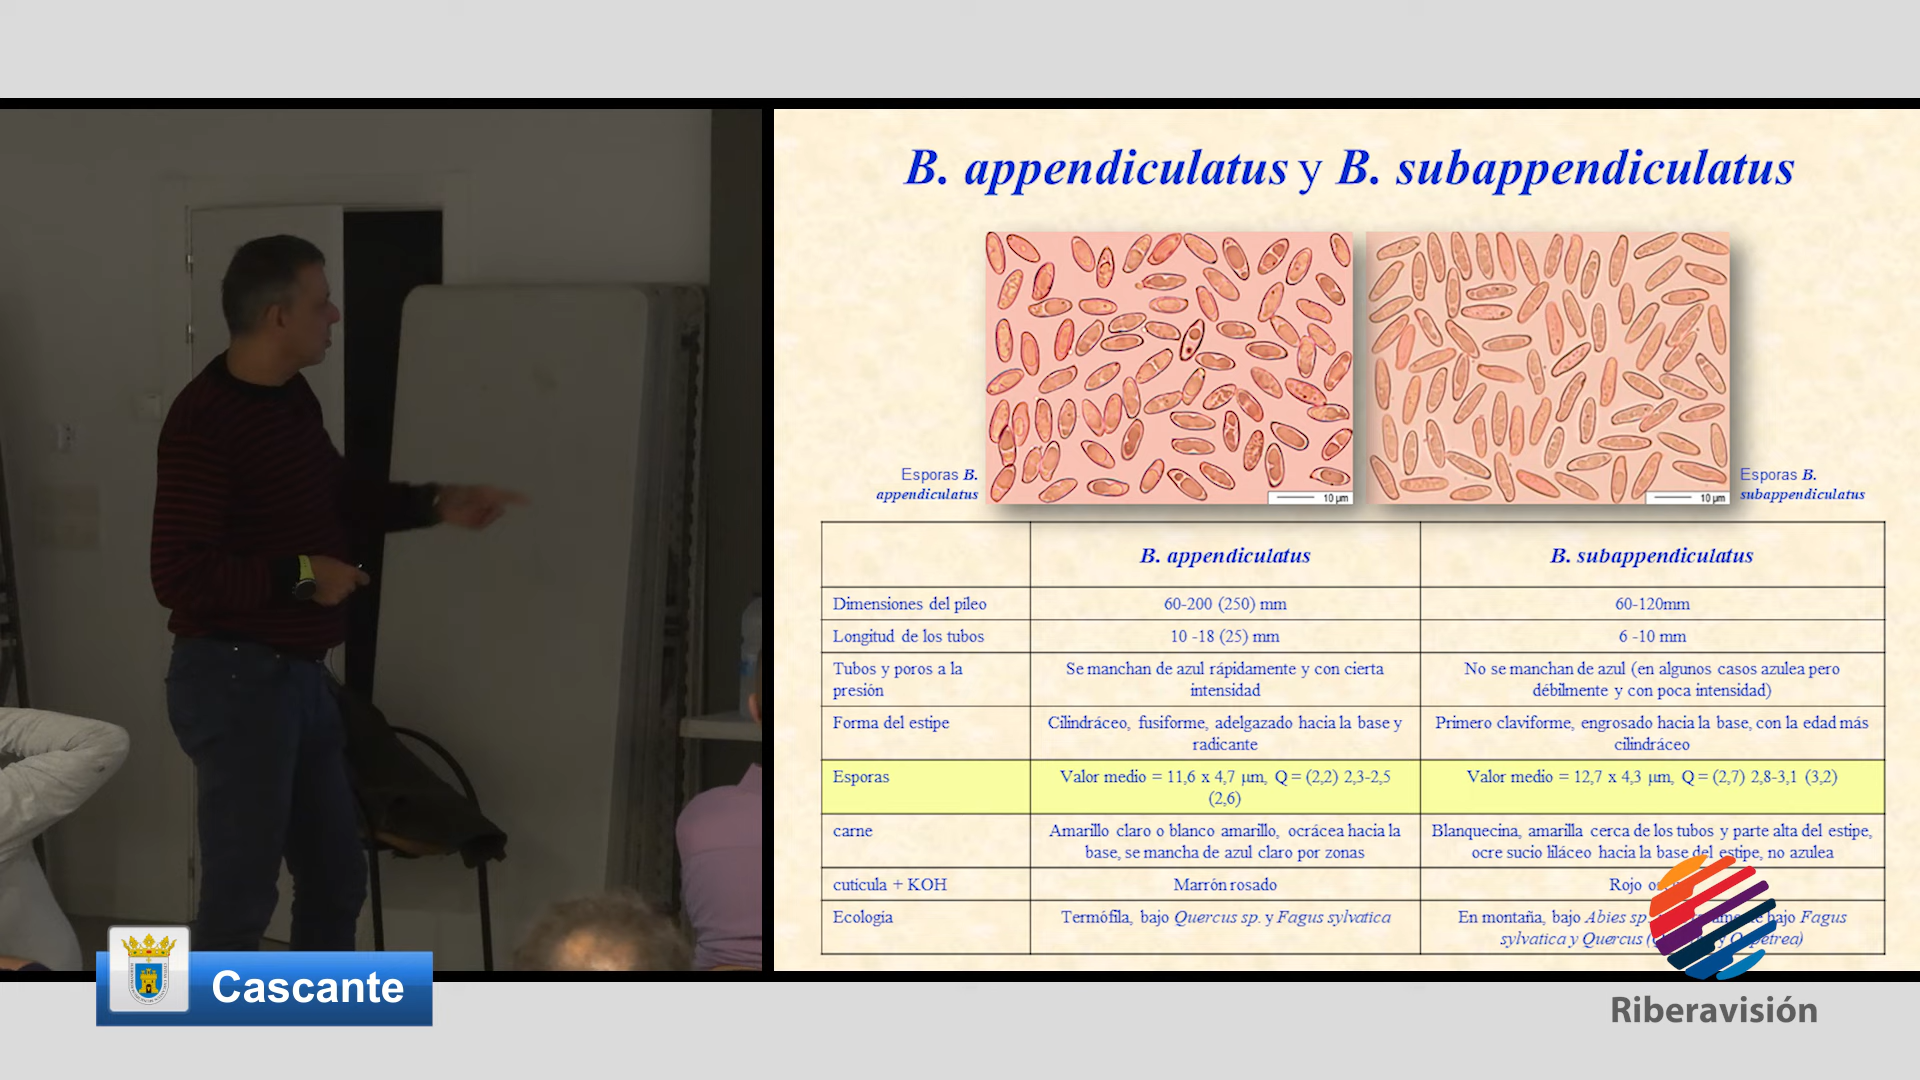 B. appendiculatus y B. subappendiculatus
Esporas B.
appendiculatus
10 µm
10 µm
Esporas B.
subappendiculatus
B. appendiculatus
B. subappendiculatus
Dimensiones del píleo
60-200 (250) mm
60-120mm
Longitud de los tubos
10 -18 (25) mm
6 -10 mm
Tubos y poros a la
presión
Se manchan de azul rápidamente y con cierta
intensidad
No se manchan de azul (en algunos casos azulea pero
débilmente y con poca intensidad)
Forma del estipe
Cilindráceo, fusiforme, adelgazado hacia la base y
radicante
Primero claviforme, engrosado hacia la base, con la edad más
cilindráceo
Esporas
Valor medio = 11,6 x 4,7 µm, Q = (2,2) 2,3-2,5
(2,6)
Valor medio = 12,7 x 4,3 µm, Q = (2,7) 2,8-3,1 (3,2)
carne
Amarillo claro o blanco amarillo, ocrácea hacia la
base, se mancha de azul claro por zonas
Blanquecina, amarilla cerca de los tubos y parte alta del estipe,
ocre sucio liláceo hacia la base del estipe, no azulea
cutícula + KOH
Marrón rosado
Rojo
Ecología
Termófila, bajo Quercus sp. y Fagus sylvatica
En montaña, bajo Abies sp. bajo Fagus
sylvatica y Quercus ( y Q. petrea)
Cascante
Riberavisión